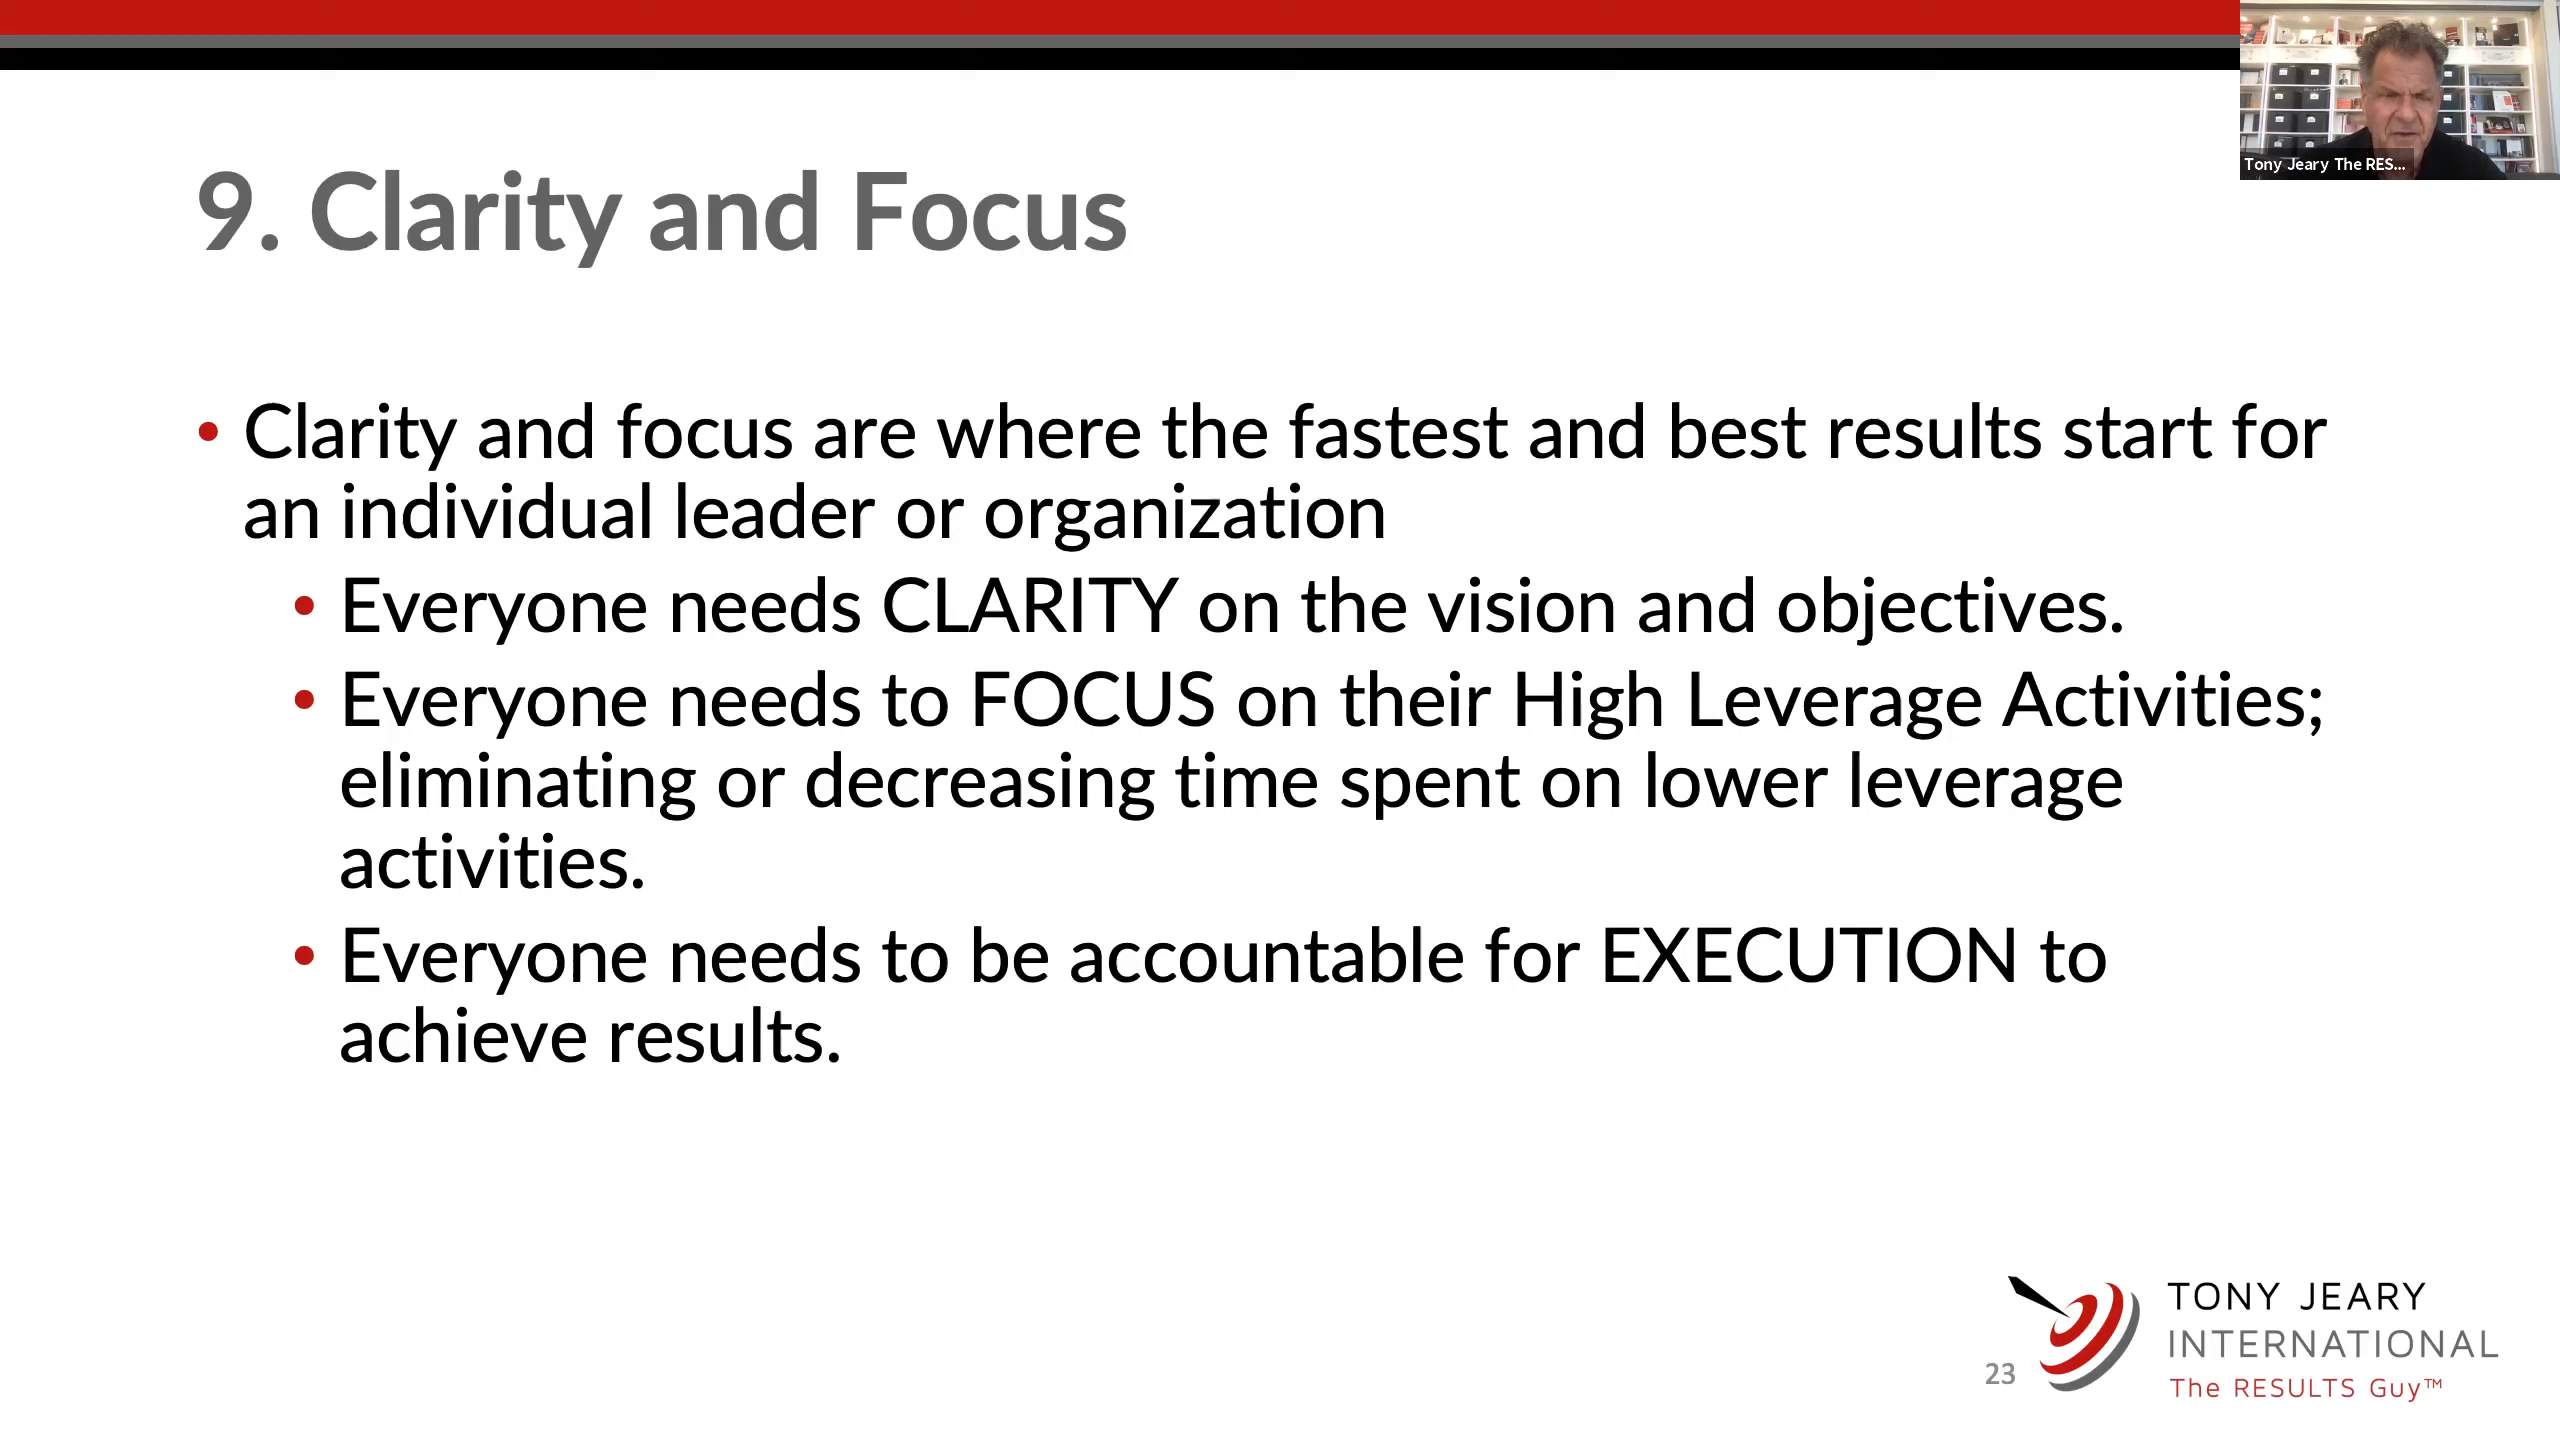 Tony Jeary The RES...
9. Clarity and Focus
• Clarity and focus are where the fastest and best results start for
an individual leader or organization
• Everyone needs CLARITY on the vision and objectives.
• Everyone needs to FOCUS on their High Leverage Activities;
eliminating or decreasing time spent on lower leverage
activities.
• Everyone needs to be accountable for EXECUTION to
achieve results.
23
TONY JEARY
INTERNATIONAL
The RESULTS Guy™